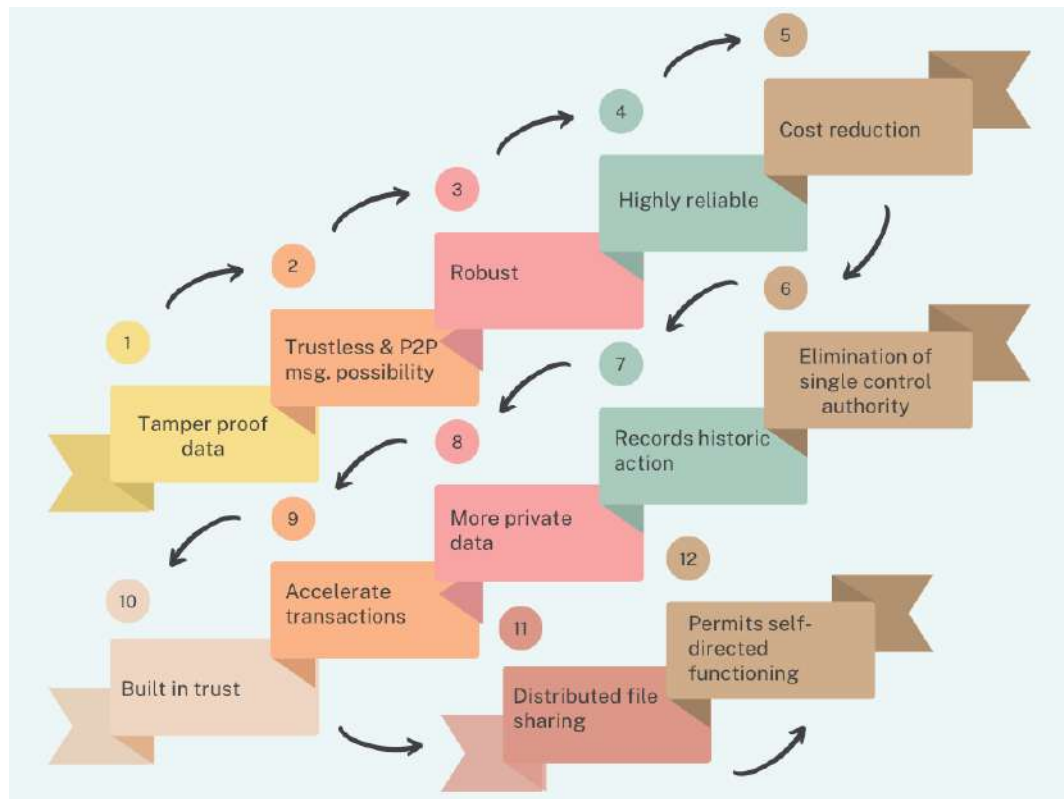 1
Tamper proof
data
2
Trustless & P2P
msg. possibility
3
Robust
4
Highly reliable
5
Cost reduction
6
Elimination of
single control
authority
7
Records historic
action
8
More private
data
9
Accelerate
transactions
10
Built in trust
11
Distributed file
sharing
12
Permits self-
directed
functioning